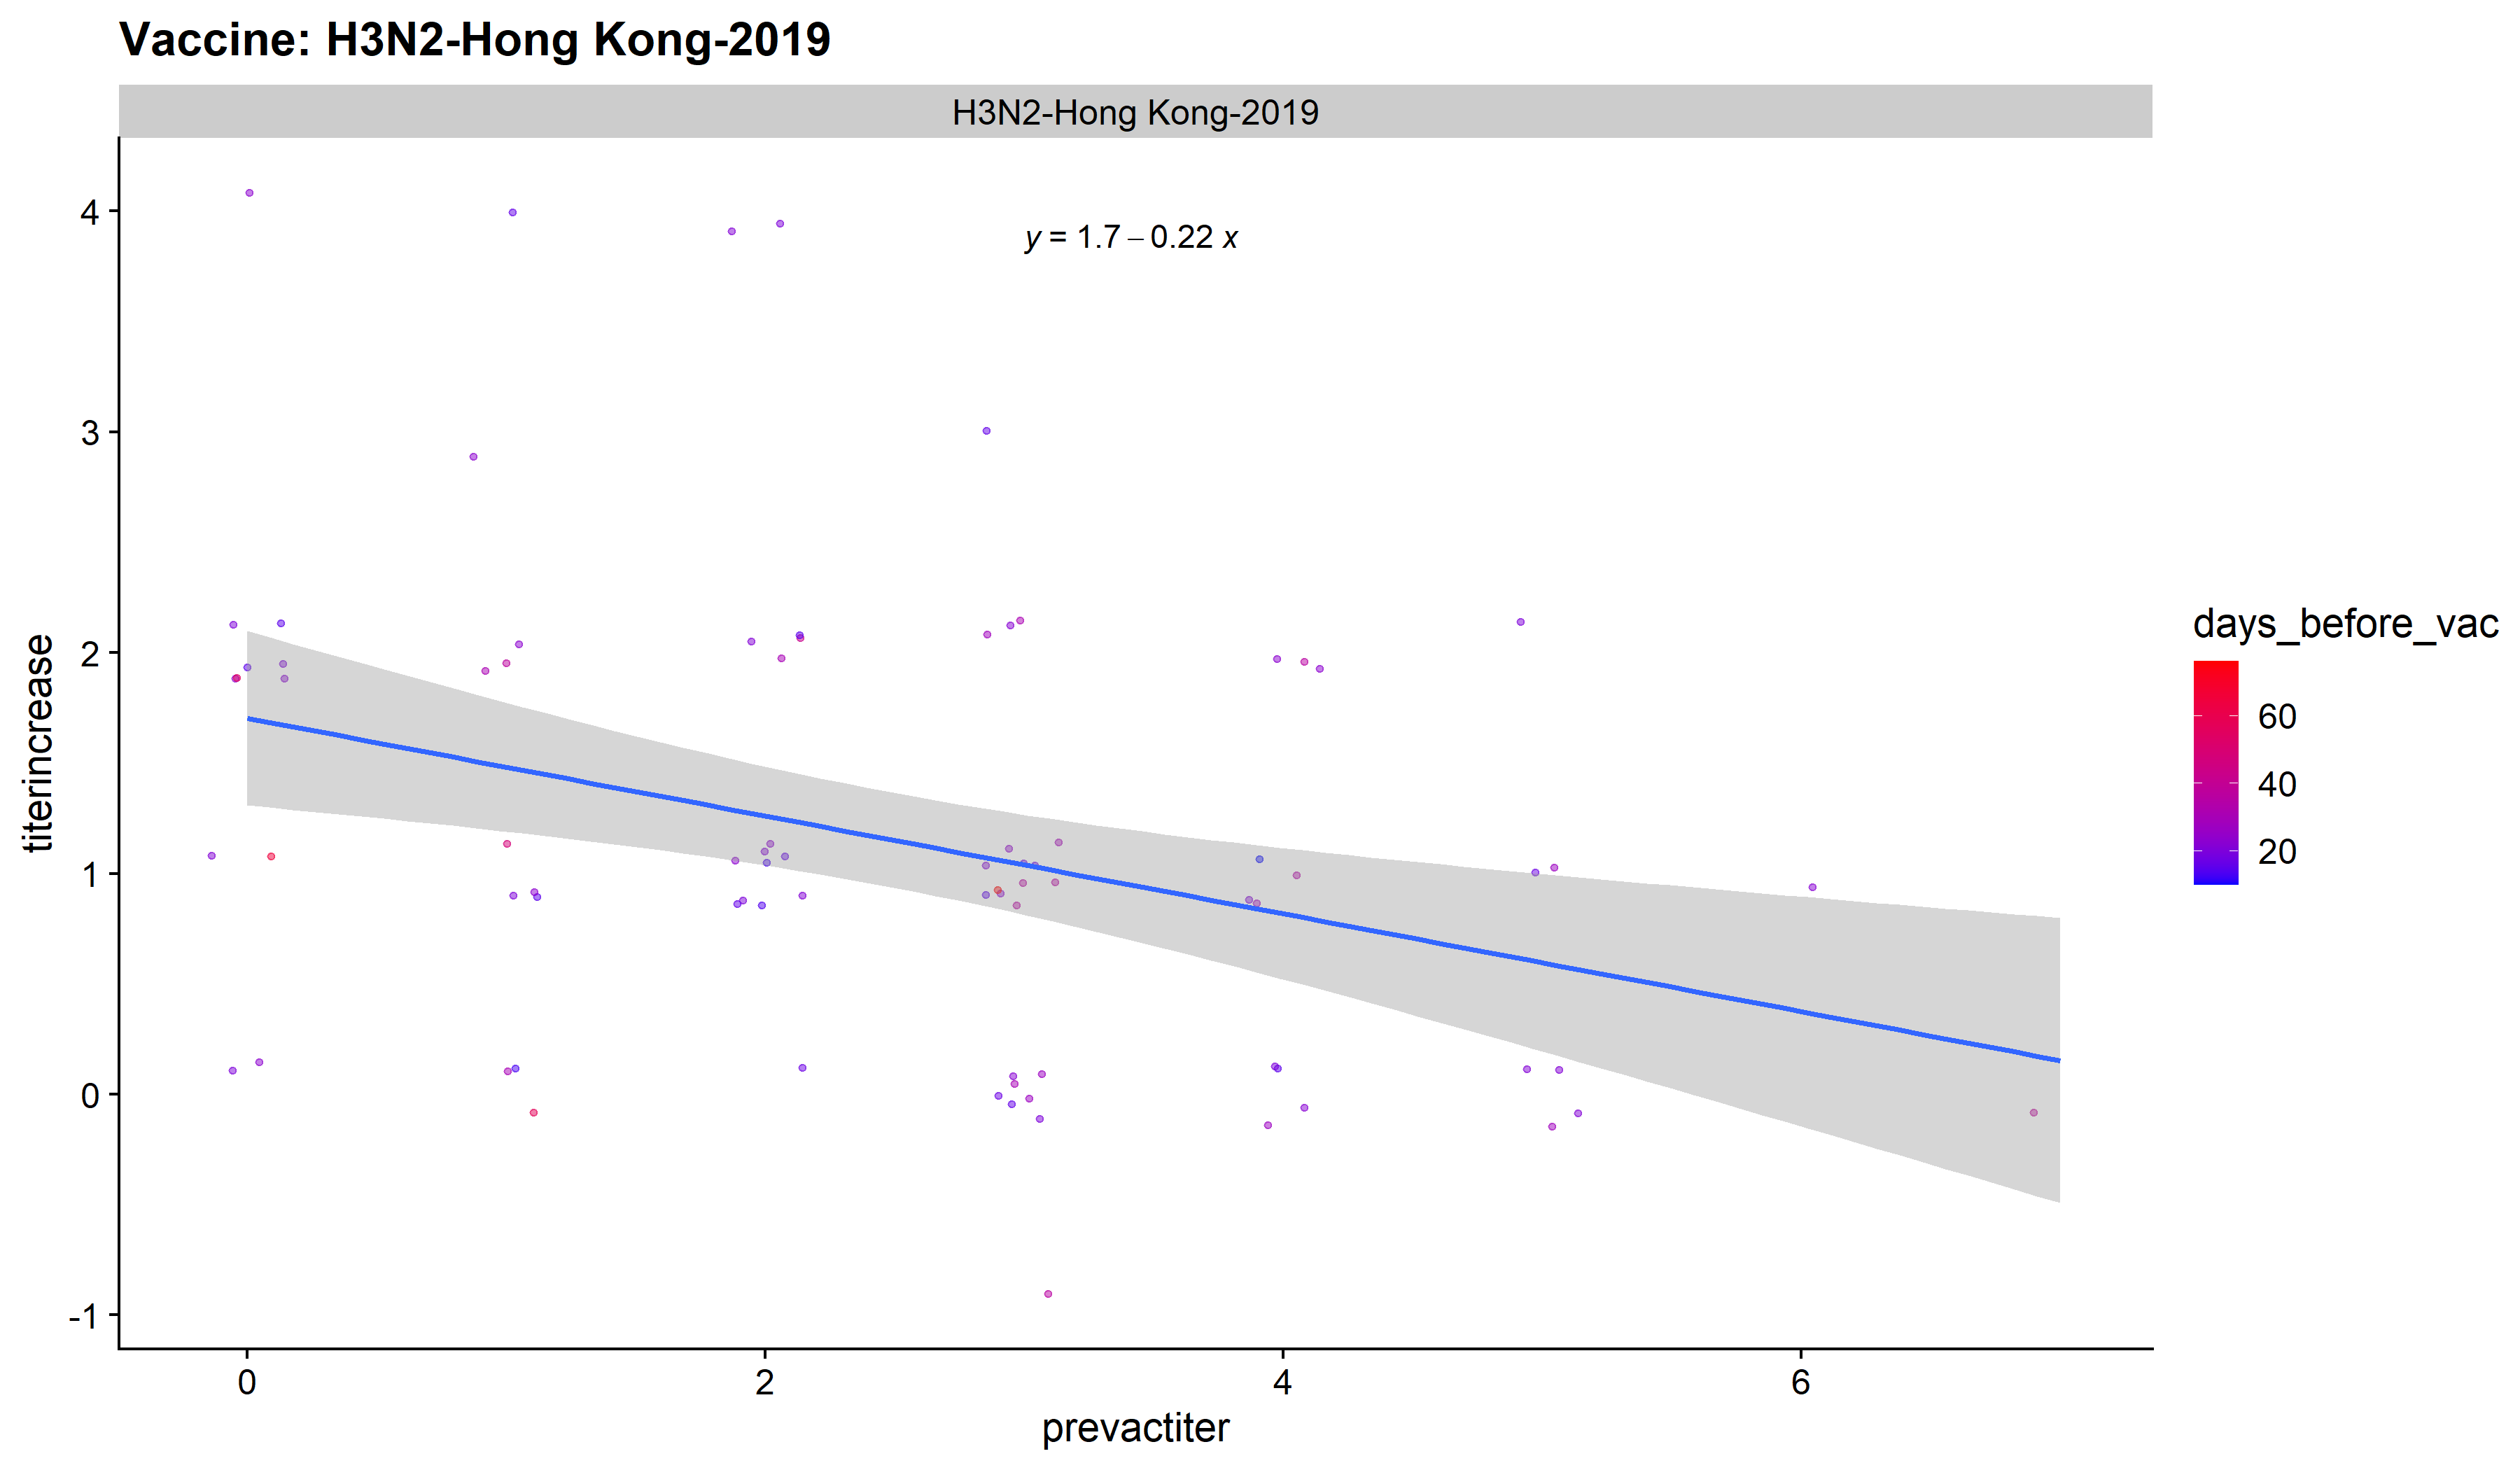 Vaccine: H3N2-Hong Kong-2019
H3N2-Hong Kong-2019
y = 1.7 – 0.22 x
4
3
2
1
0
-1
titerincrease
0 2 4 6
prevactiter
days_before_vac
60
40
20